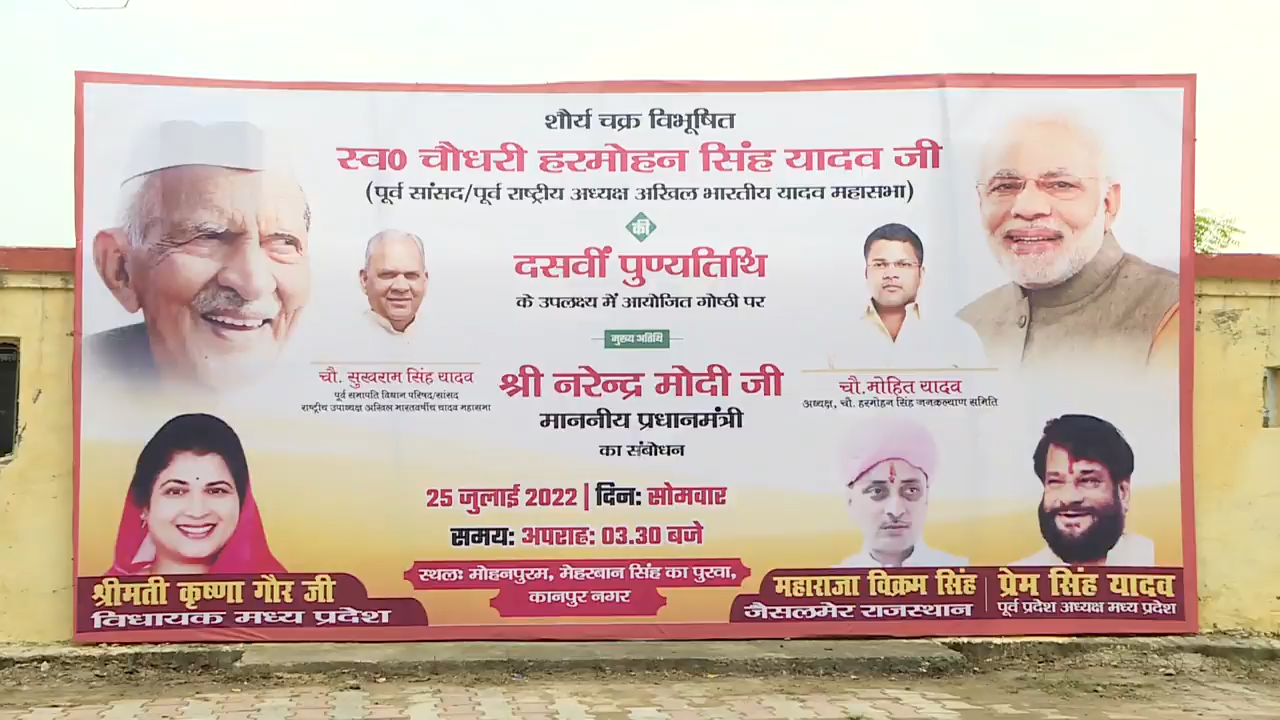 शौर्य चक्र विभूषित
स्व0 चौधरी हरमोहन सिंह यादव जी
(पूर्व सांसद/पूर्व राष्ट्रीय अध्यक्ष अखिल भारतीय यादव महासभा)
की
दसवीं पुण्यतिथि
के उपलक्ष्य में आयोजित गोष्ठी पर
मुख्य अतिथि
श्री नरेन्द्र मोदी जी
माननीय प्रधानमंत्री
का संबोधन
चौ. सुखराम सिंह यादव
पूर्व सभापति विधान परिषद/सांसद
राष्ट्रीय उपाध्यक्ष अखिल भारतवर्षीय यादव महासभा
चौ.मोहित यादव
अध्यक्ष, चौ. हरमोहन सिंह जनकल्याण समिति
25 जुलाई 2022 | दिन: सोमवार
समय: अपराह: 03.30 बजे
स्थल: मोहनपुरम, मेहरबान सिंह का पुरवा,
कानपुर नगर
श्रीमती कृष्णा गौर जी
विधायक मध्य प्रदेश
महाराजा विक्रम सिंह
जैसलमेर राजस्थान
प्रेम सिंह यादव
पूर्व प्रदेश अध्यक्ष मध्य प्रदेश